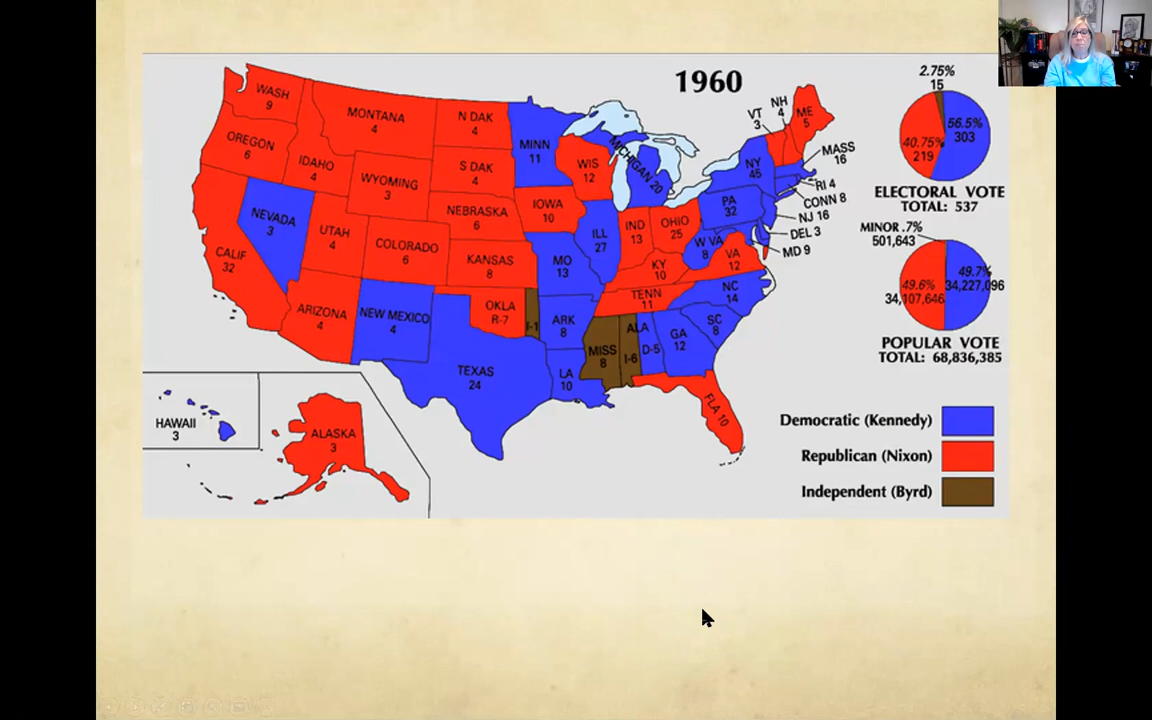 1960
WASH
9
OREGON
6
CALIF
32
NEVADA
3
IDAHO
4
MONTANA
4
WYOMING
3
UTAH
4
COLORADO
6
ARIZONA
4
NEW MEXICO
4
N DAK
4
S DAK
4
NEBRASKA
6
KANSAS
8
OKLA
R-7
I-1
TEXAS
24
MINN
11
IOWA
10
MO
13
ARK
8
LA
10
WIS
12
ILL
27
MICHIGAN 20
IND
13
OHIO
25
KY
10
TENN
11
MISS
8
ALA
I-6
D-5
GA
12
FLA 10
SC
8
NC
14
VA
12
W VA
8
PA
32
NY
45
VT
3
NH
4
ME
5
MASS
16
RI 4
CONN 8
NJ 16
DEL 3
MD 9
HAWAII
3
ALASKA
3
2.75%
15
56.5%
303
40.75%
219
ELECTORAL VOTE
TOTAL: 537
MINOR .7%
501,643
49.7%
34,227,096
49.6%
34,107,646
POPULAR VOTE
TOTAL: 68,836,385
Democratic (Kennedy)
Republican (Nixon)
Independent (Byrd)